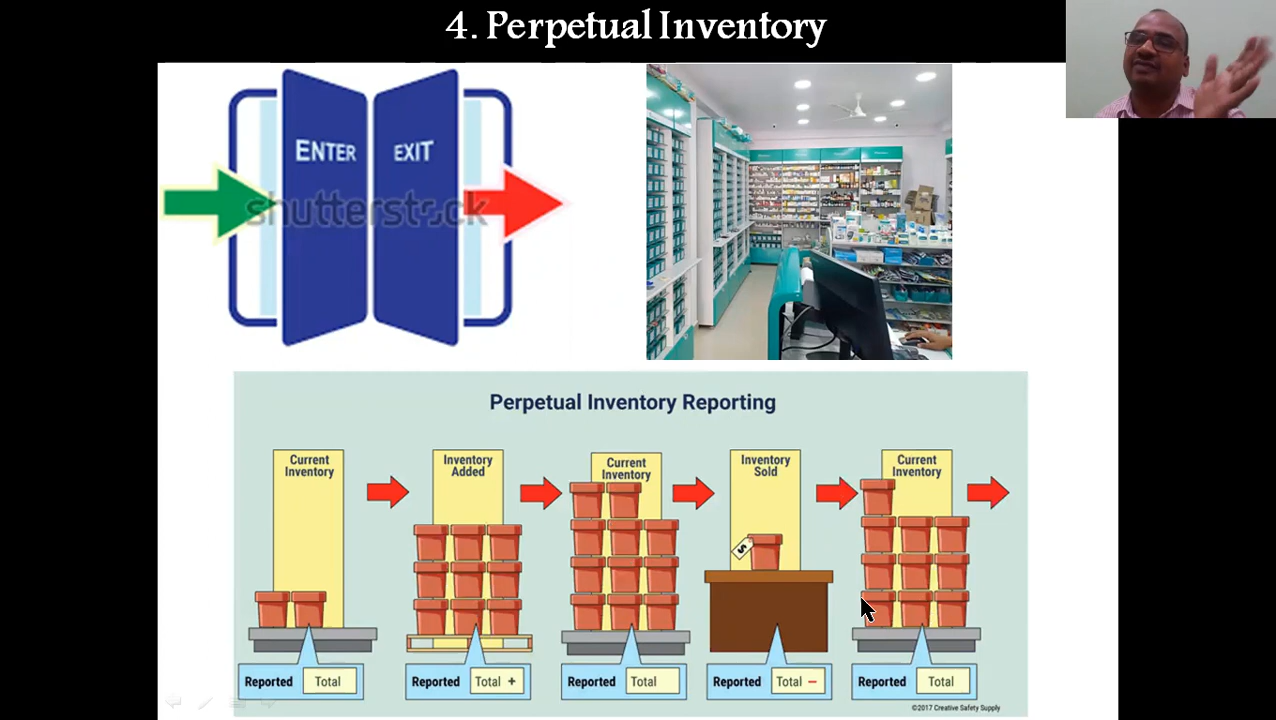 4. Perpetual Inventory
ENTER
EXIT
shutterstock
Perpetual Inventory Reporting
Current
Inventory
Inventory
Added
Current
Inventory
Inventory
Sold
Current
Inventory
$
Reported Total
Reported Total +
Reported Total
Reported Total −
Reported Total
©2017 Creative Safety Supply